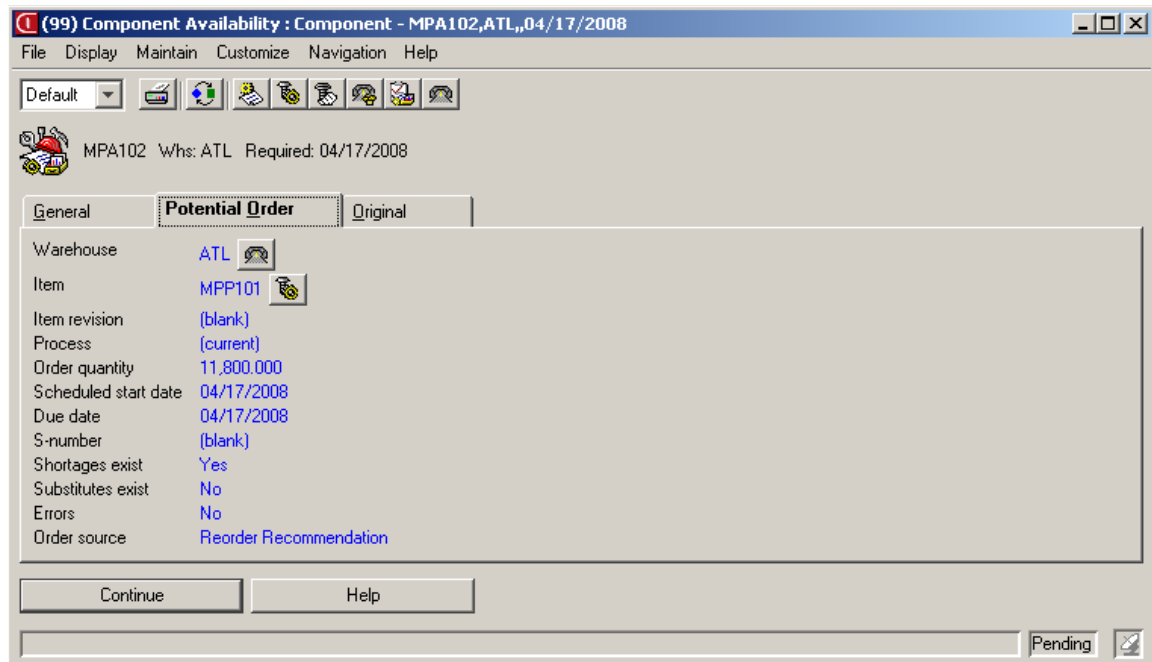 (99) Component Availability : Component - MPA102,ATL,,04/17/2008
File Display Maintain Customize Navigation Help
Default
MPA102 Whs: ATL Required: 04/17/2008
General Potential Order Original
Warehouse ATL
Item MPP101
Item revision (blank)
Process (current)
Order quantity 11,800.000
Scheduled start date 04/17/2008
Due date 04/17/2008
S-number (blank)
Shortages exist Yes
Substitutes exist No
Errors No
Order source Reorder Recommendation
Continue Help
Pending